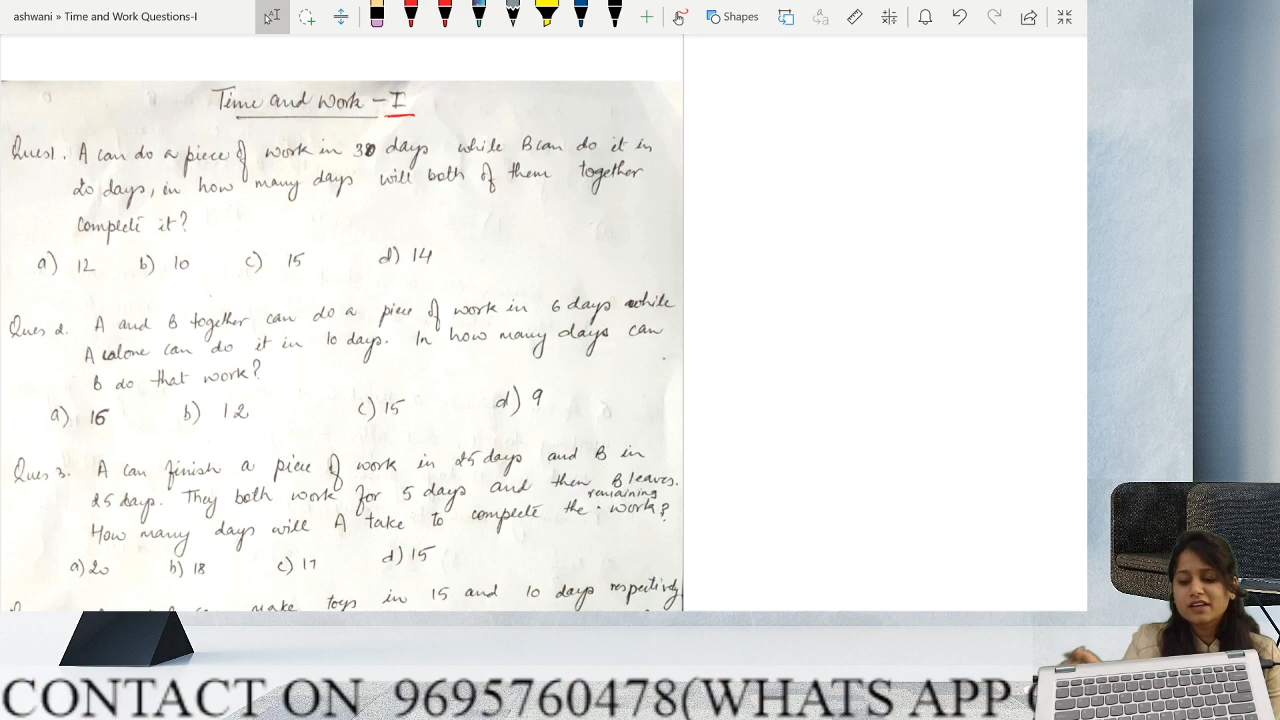 ashwani » Time and Work Questions-I
Shapes
Time and Work - I
Ques1. A can do a piece of work in 30 days while B can do it in
20 days, in how many days will both of them together
complete it?
a) 12 b) 10 c) 15 d) 14
Ques 2. A and B together can do a piece of work in 6 days while
A alone can do it in 10 days. In how many days can
B do that work?
a) 16 b) 12 c) 15 d) 9
Ques 3. A can finish a piece of work in 25 days and B in
25 days. They both work for 5 days and then B leaves.
remaining
How many days will A take to complete the work?
a) 20 b) 18 c) 17 d) 15
make toys in 15 and 10 days respectively
CONTACT ON 9695760478(WHATS APP